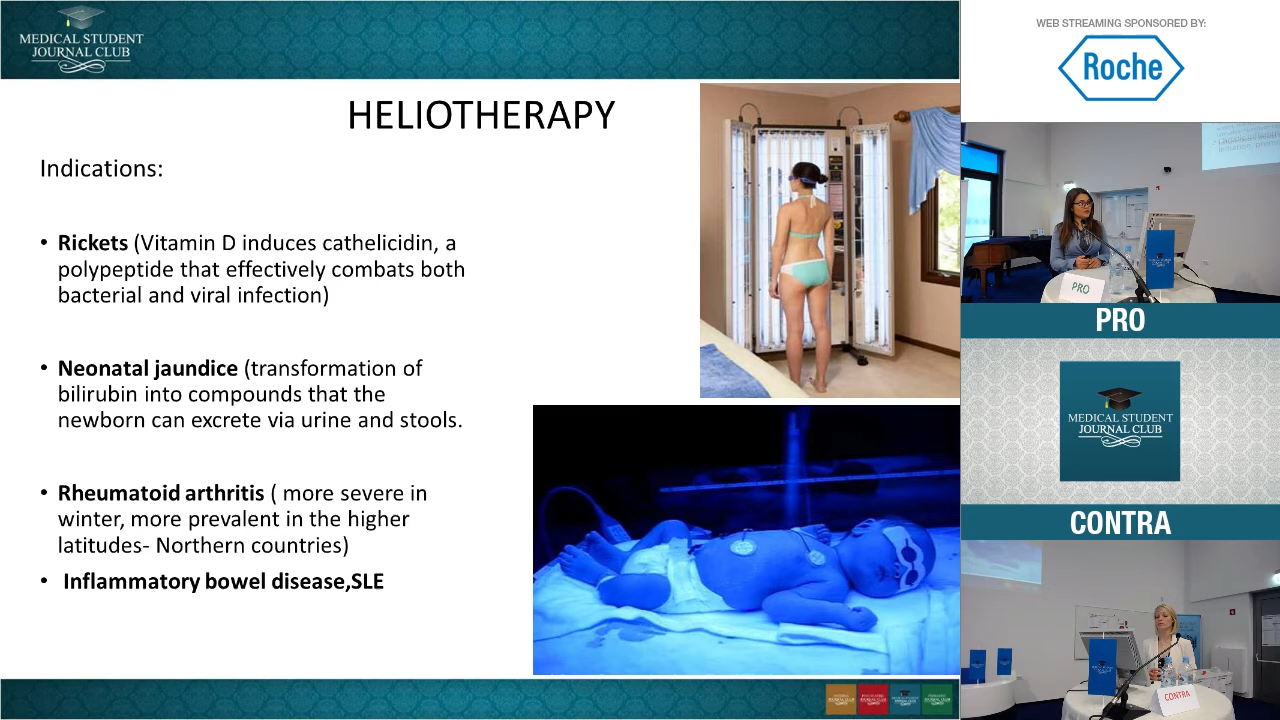 MEDICAL STUDENT
JOURNAL CLUB
HELIOTHERAPY
Indications:
• Rickets (Vitamin D induces cathelicidin, a
polypeptide that effectively combats both
bacterial and viral infection)
• Neonatal jaundice (transformation of
bilirubin into compounds that the
newborn can excrete via urine and stools.
• Rheumatoid arthritis ( more severe in
winter, more prevalent in the higher
latitudes- Northern countries)
• Inflammatory bowel disease,SLE
WEB STREAMING SPONSORED BY:
Roche
PRO
PRO
MEDICAL STUDENT
JOURNAL CLUB
CONTRA
CONTRA